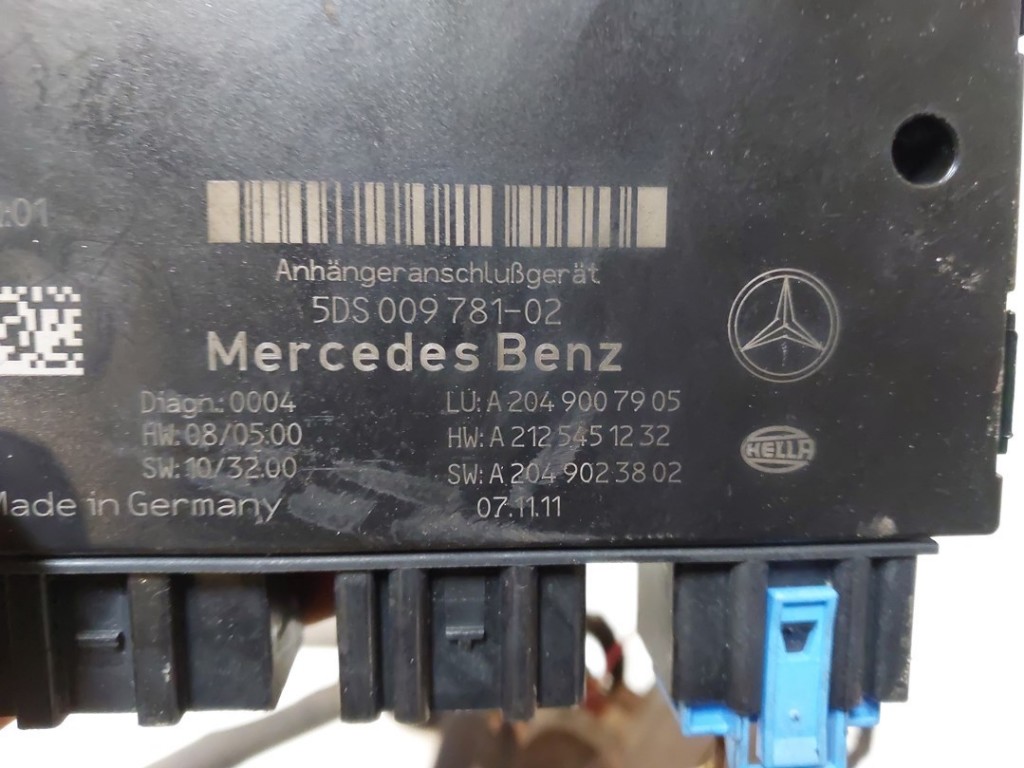 :01
Anhängeranschlußgerät
5DS 009 781-02
Mercedes Benz
Diagn.: 0004
LU: A 204 900 79 05
HW: 08/05.00
HW: A 212 545 12 32
SW: 10/32.00
SW: A 204 902 38 02
HELLA
Made in Germany
07.11.11